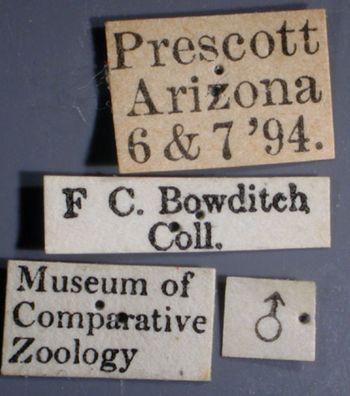 Prescott
Arizona
6 & 7 '94.
F C. Bowditch
Coll.
Museum of
Comparative
Zoology
♂